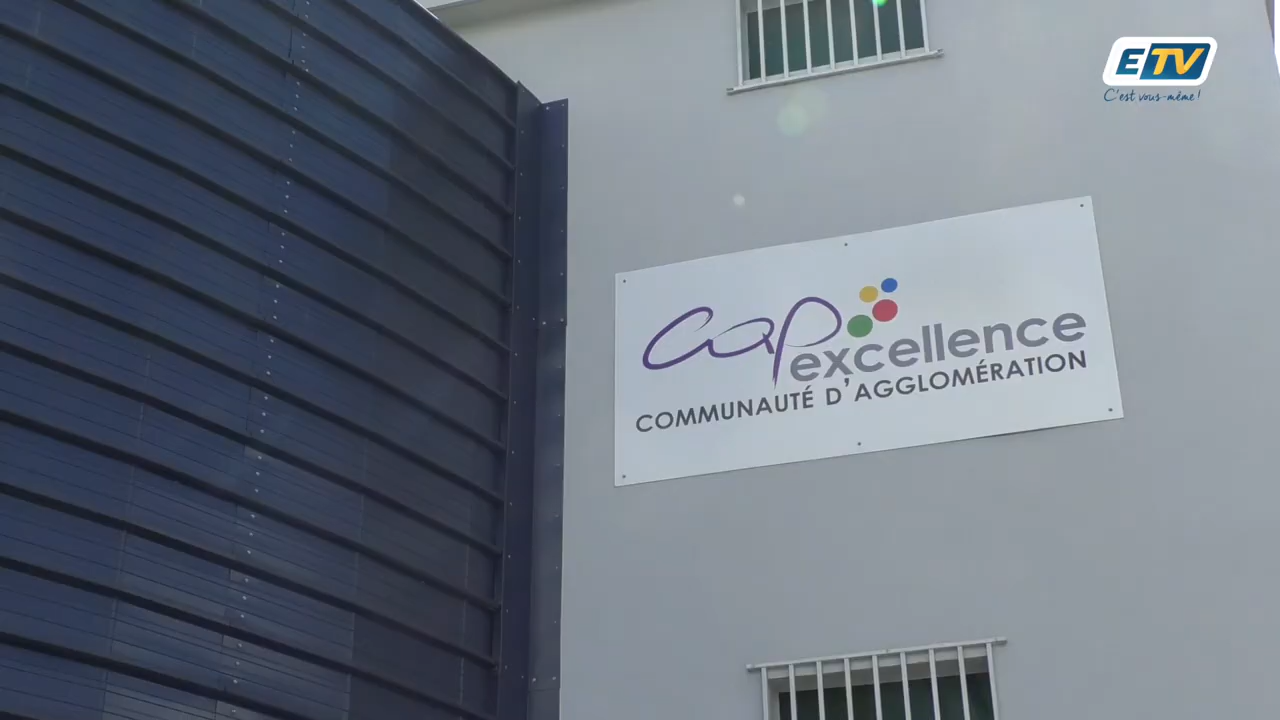 ETV
C'est vous-même !
cap
excellence
COMMUNAUTÉ D'AGGLOMÉRATION